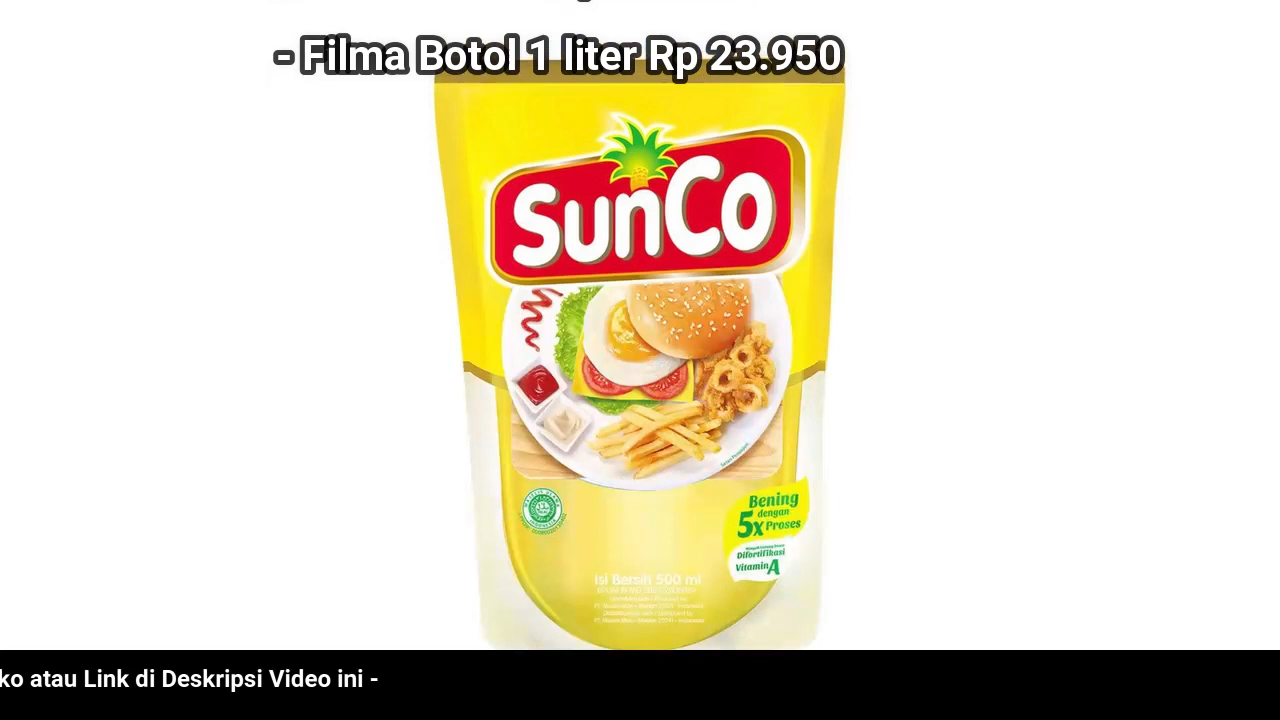 - Filma Botol 1 liter Rp 23.950
SunCo
Bening
dengan
5x Proses
Difortifikasi
Vitamin A
Isi Bersih 500 ml
ko atau Link di Deskripsi Video ini -